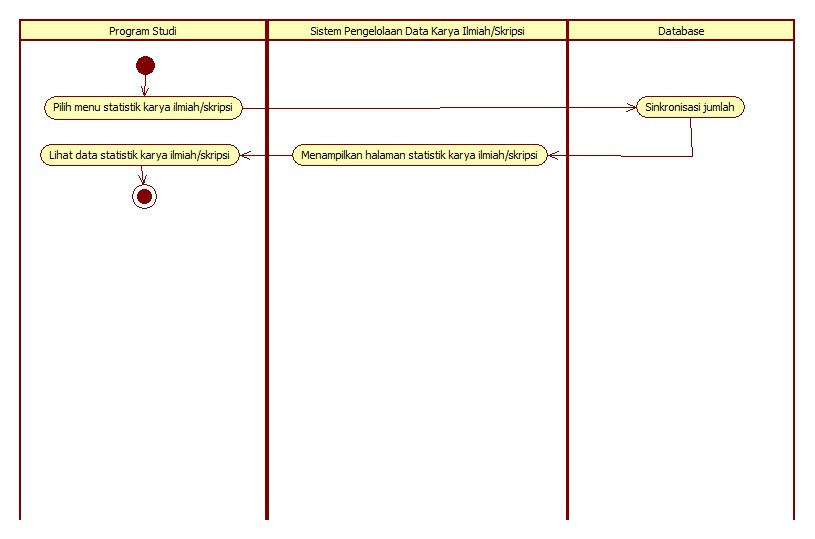 Program Studi
Sistem Pengelolaan Data Karya Ilmiah/Skripsi
Database
Pilih menu statistik karya ilmiah/skripsi
Sinkronisasi jumlah
Lihat data statistik karya ilmiah/skripsi
Menampilkan halaman statistik karya ilmiah/skripsi